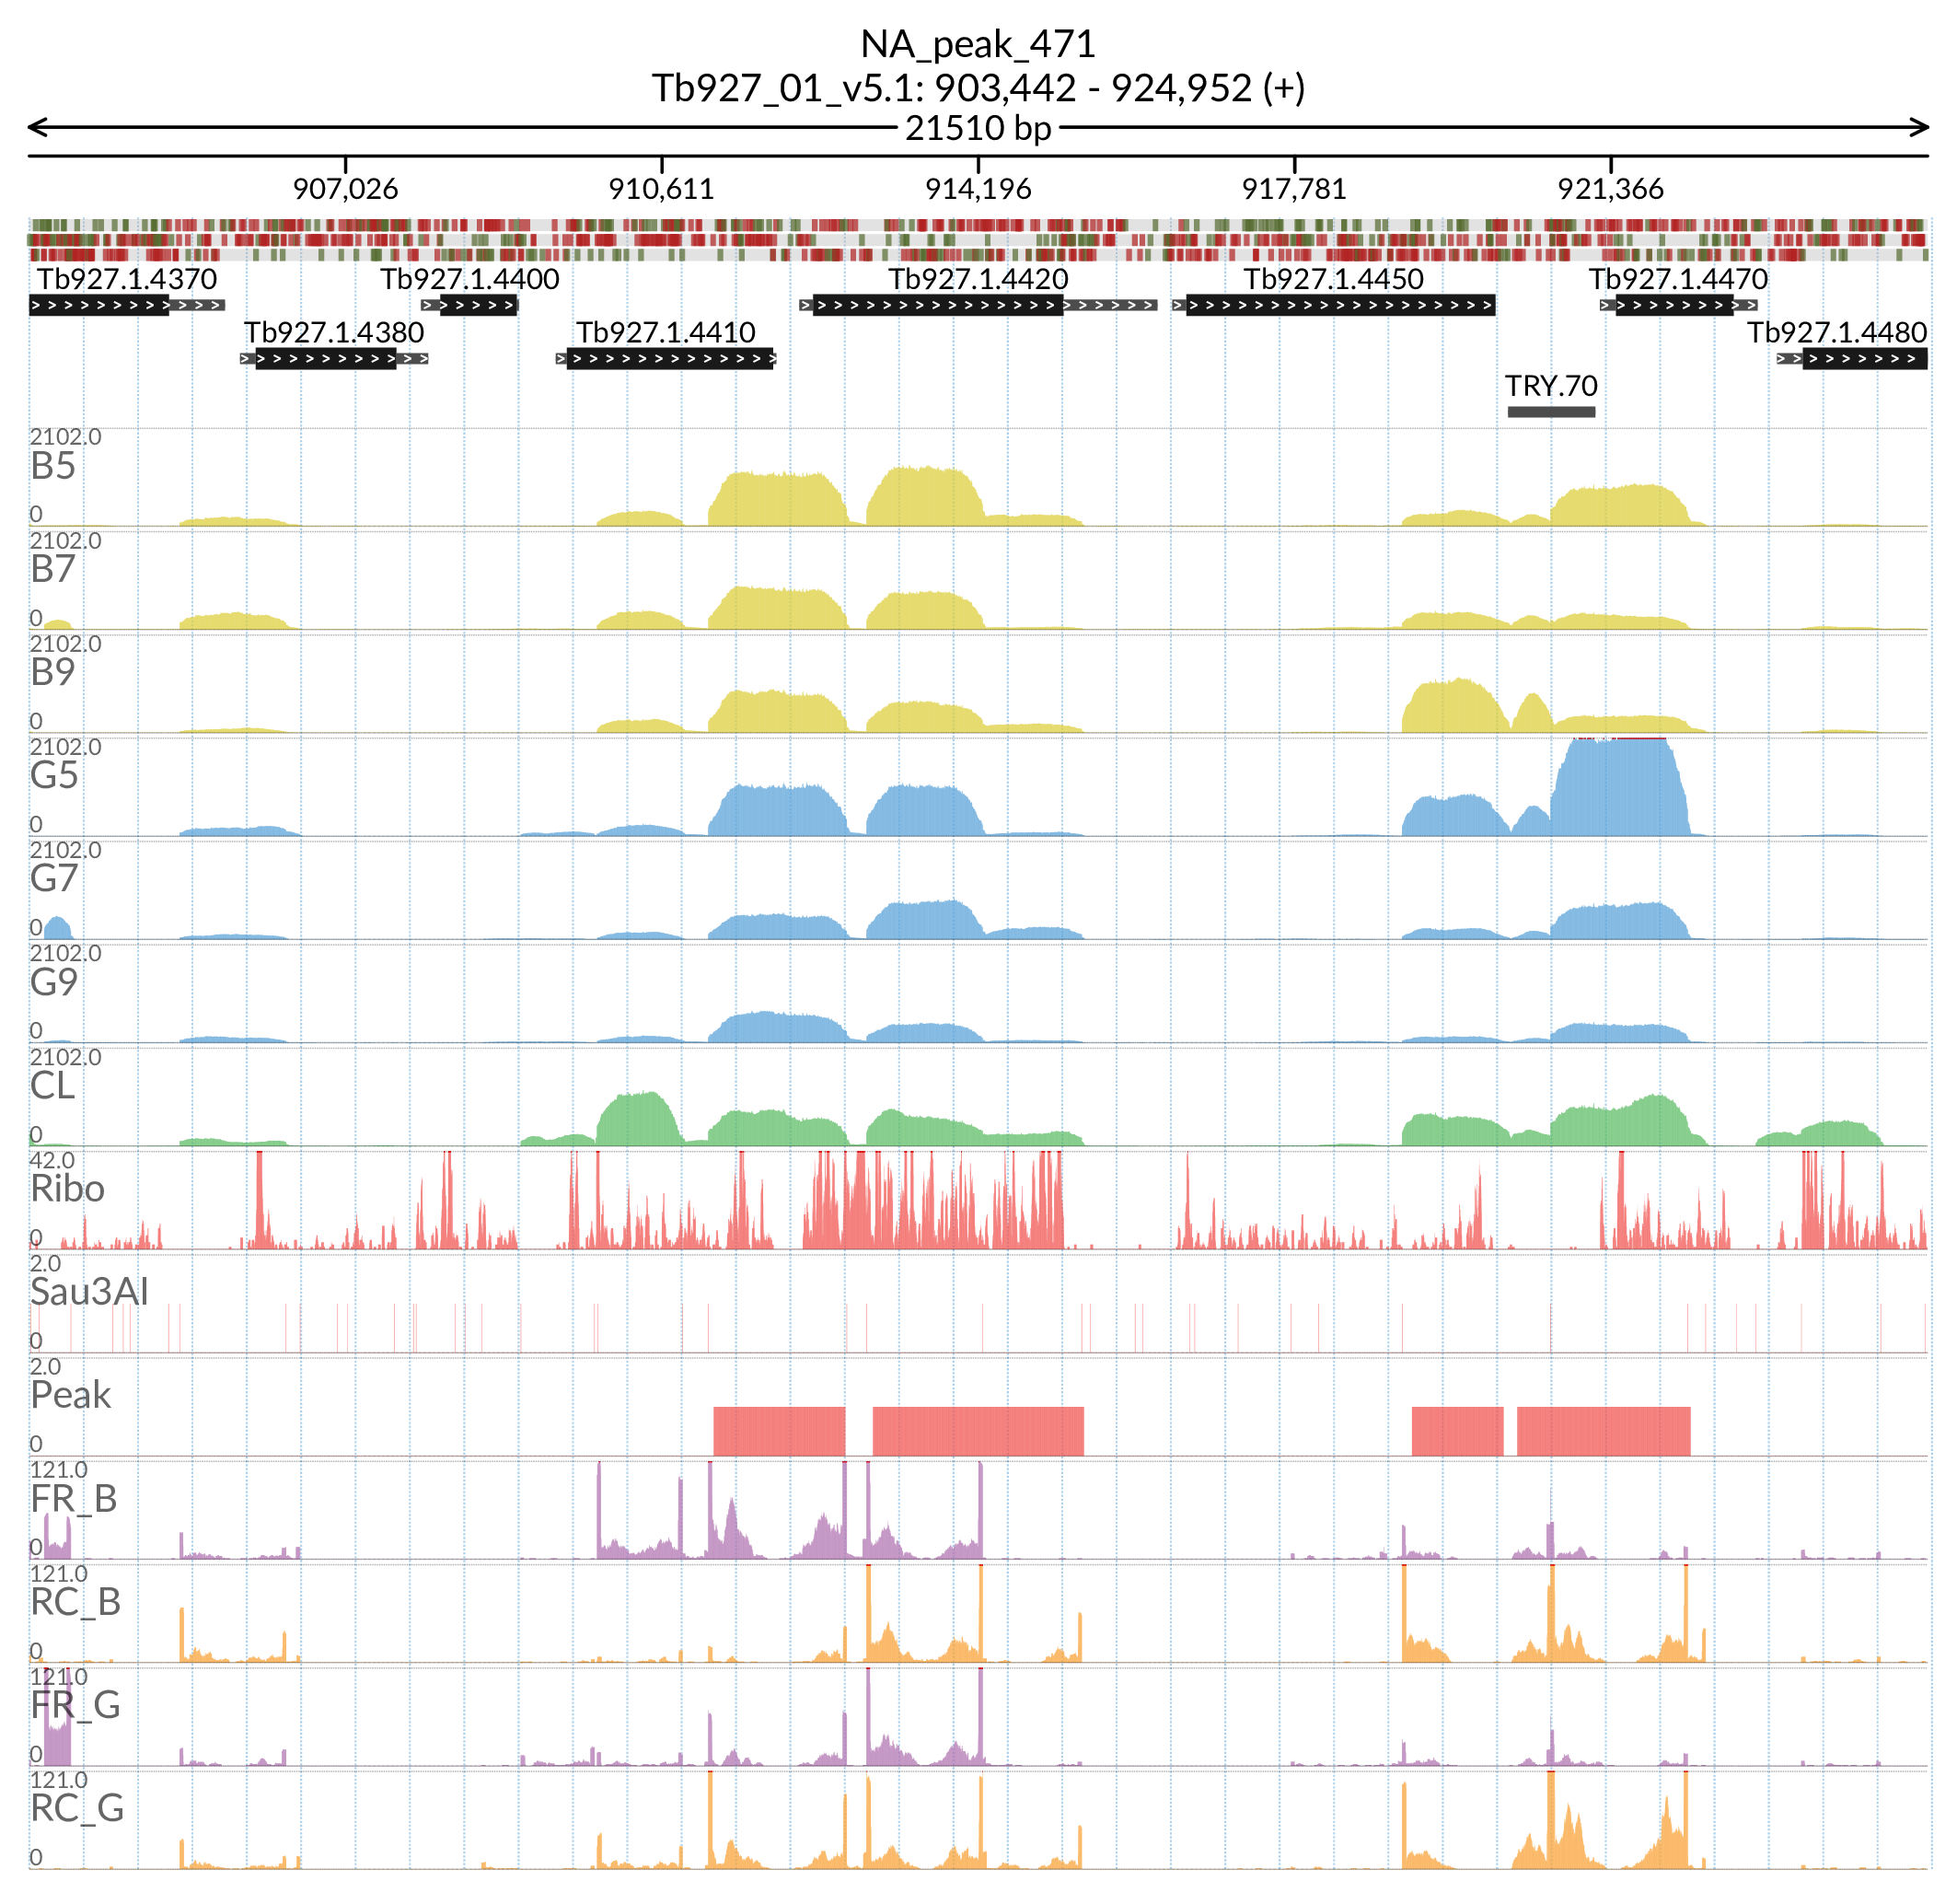 NA_peak_471
Tb927_01_v5.1: 903,442 - 924,952 (+)
21510 bp
907,026 910,611 914,196 917,781 921,366
Tb927.1.4370 Tb927.1.4400 Tb927.1.4420 Tb927.1.4450 Tb927.1.4470
Tb927.1.4380 Tb927.1.4410 Tb927.1.4480
TRY.70
2102.0
B5
0
2102.0
B7
0
2102.0
B9
0
2102.0
G5
0
2102.0
G7
0
2102.0
G9
0
2102.0
CL
0
42.0
Ribo
0
2.0
Sau3AI
0
2.0
Peak
0
121.0
FR_B
0
121.0
RC_B
0
121.0
FR_G
0
121.0
RC_G
0